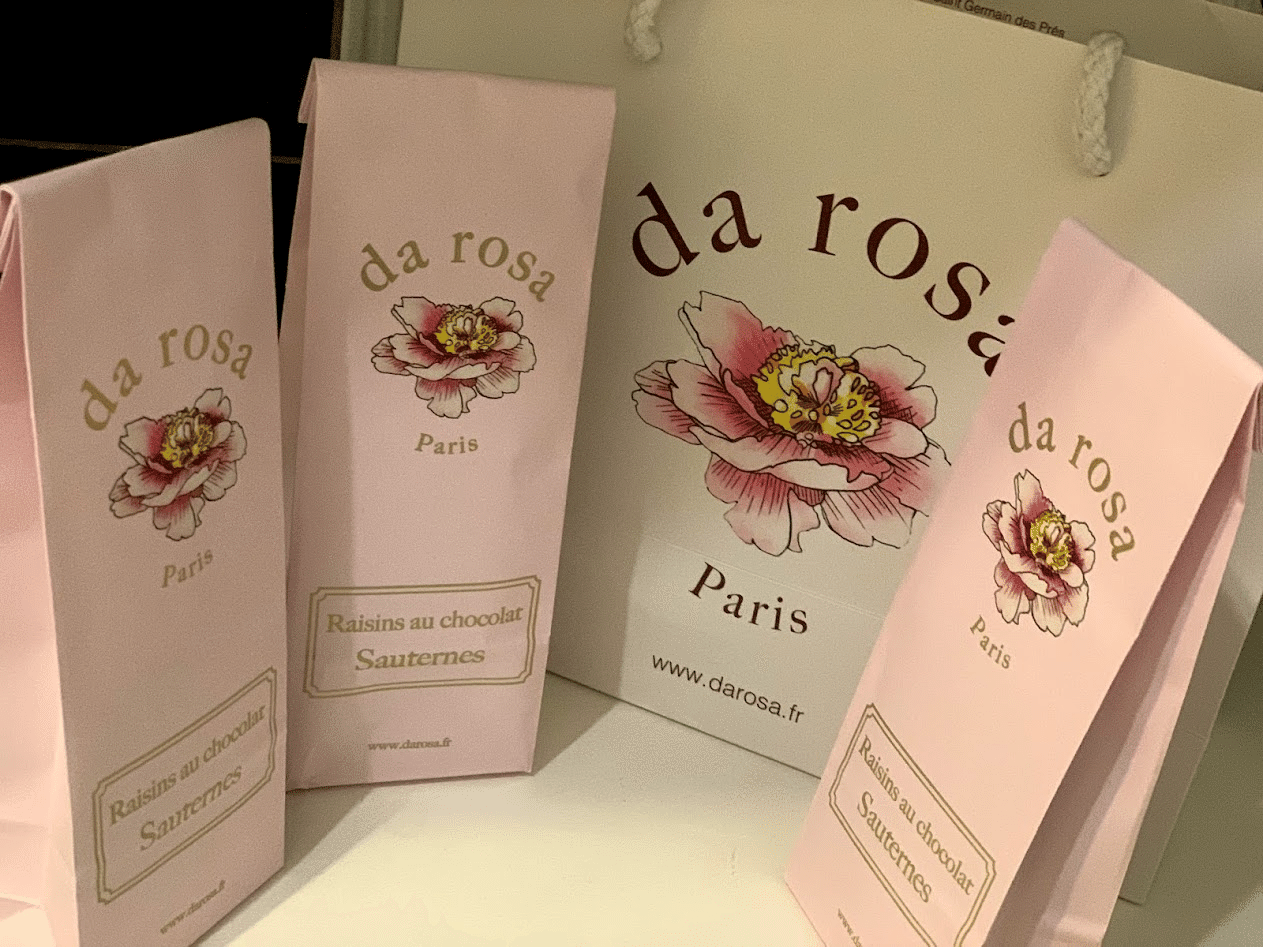 da rosa
Paris
Raisins au chocolat
Sauternes
www.darosa.fr
da rosa
Paris
Raisins au chocolat
Sauternes
www.darosa.fr
Saint Germain des Prés
da rosa
Paris
www.darosa.fr
da rosa
Paris
Raisins au chocolat
Sauternes